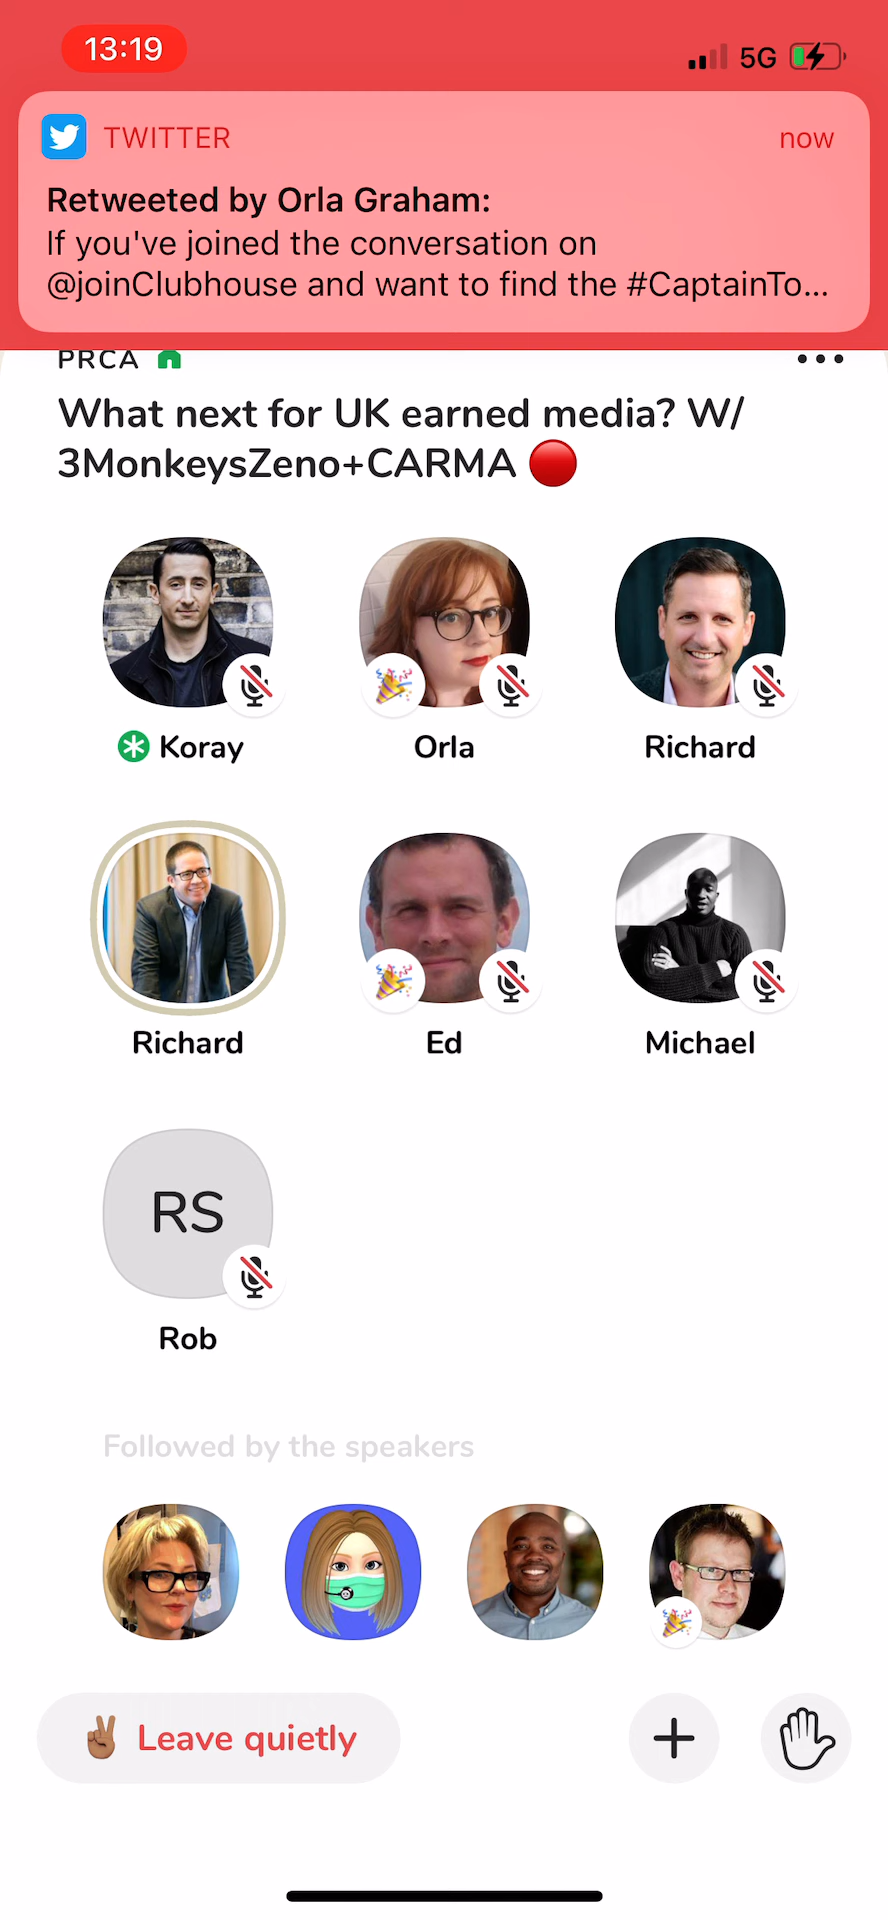 13:19
5G
TWITTER
now
Retweeted by Orla Graham:
If you've joined the conversation on
@joinClubhouse and want to find the #CaptainTo...
PRCA
What next for UK earned media? W/
3MonkeysZeno+CARMA
Koray
Orla
Richard
Richard
Ed
Michael
RS
Rob
Followed by the speakers
Leave quietly